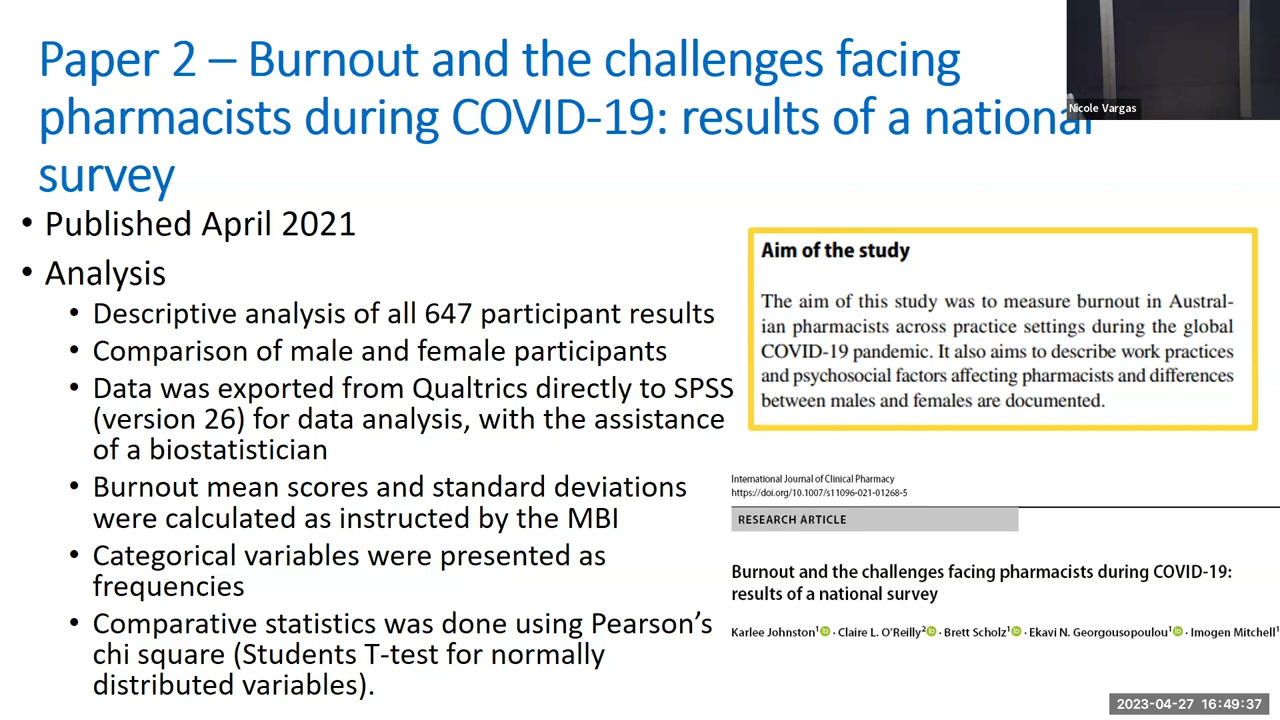 Paper 2 – Burnout and the challenges facing
pharmacists during COVID-19: results of a national
survey
Nicole Vargas
• Published April 2021
• Analysis
• Descriptive analysis of all 647 participant results
• Comparison of male and female participants
• Data was exported from Qualtrics directly to SPSS
(version 26) for data analysis, with the assistance
of a biostatistician
• Burnout mean scores and standard deviations
were calculated as instructed by the MBI
• Categorical variables were presented as
frequencies
• Comparative statistics was done using Pearson’s
chi square (Students T-test for normally
distributed variables).
Aim of the study
The aim of this study was to measure burnout in Austral-
ian pharmacists across practice settings during the global
COVID-19 pandemic. It also aims to describe work practices
and psychosocial factors affecting pharmacists and differences
between males and females are documented.
International Journal of Clinical Pharmacy
https://doi.org/10.1007/s11096-021-01268-5
RESEARCH ARTICLE
Burnout and the challenges facing pharmacists during COVID-19:
results of a national survey
Karlee Johnston¹ · Claire L. O’Reilly² · Brett Scholz¹ · Ekavi N. Georgousopoulou¹ · Imogen Mitchell¹
2023-04-27 16:49:37